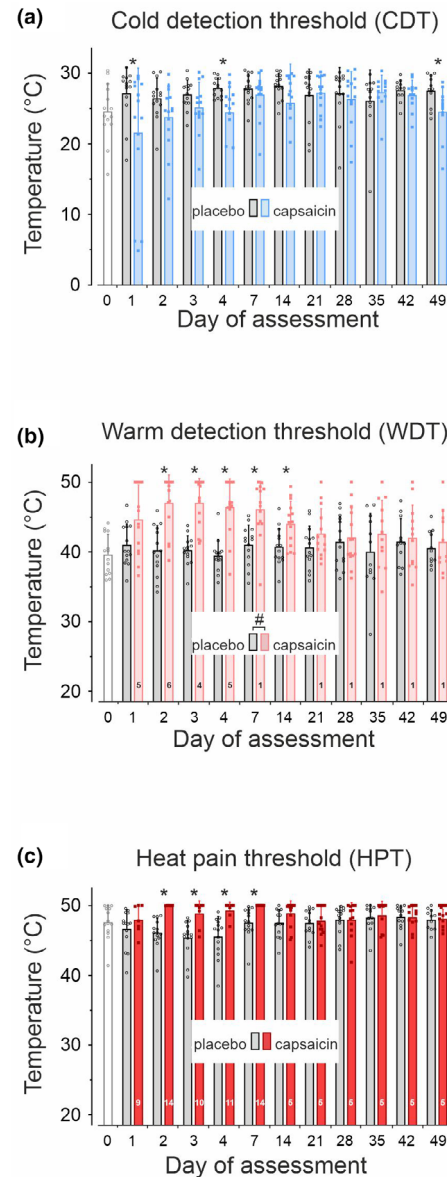 (a)
Cold detection threshold (CDT)
Temperature (°C)
30
20
10
0
* * *
placebo capsaicin
0 1 2 3 4 7 14 21 28 35 42 49
Day of assessment
(b)
Warm detection threshold (WDT)
Temperature (°C)
50
40
30
20
* * * * *
#
placebo capsaicin
5 6 4 5 1 1 1 1 1
0 1 2 3 4 7 14 21 28 35 42 49
Day of assessment
(c)
Heat pain threshold (HPT)
Temperature (°C)
50
40
30
20
* * * *
placebo capsaicin
9 14 10 11 14 5 5 5 5 5 5
0 1 2 3 4 7 14 21 28 35 42 49
Day of assessment